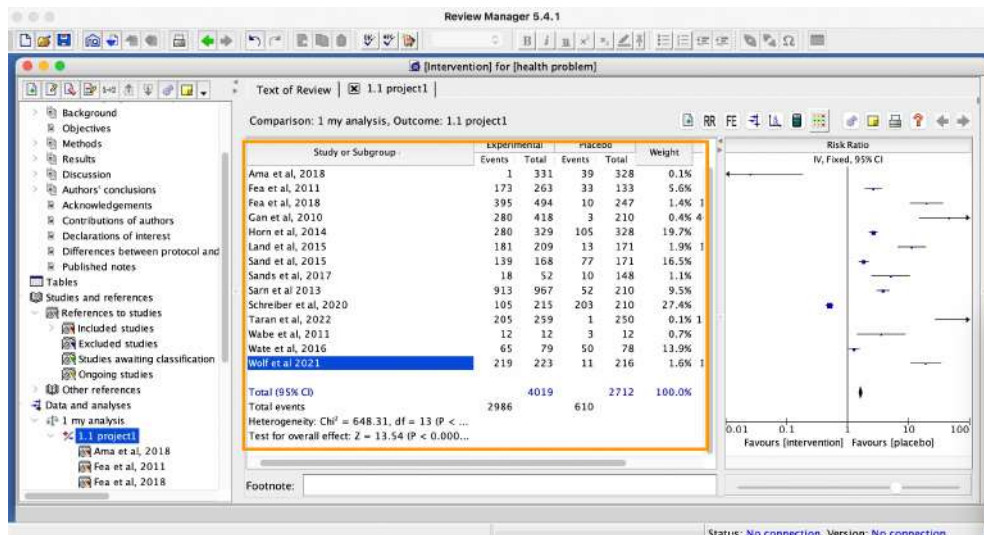 Review Manager 5.4.1
[Intervention] for [health problem]
Text of Review
1.1 project1
Background
Objectives
Methods
Results
Discussion
Authors' conclusions
Acknowledgements
Contributions of authors
Declarations of interest
Differences between protocol and
Published notes
Tables
Studies and references
References to studies
Included studies
Excluded studies
Studies awaiting classification
Ongoing studies
Other references
Data and analyses
1 my analysis
1.1 project1
Ama et al, 2018
Fea et al, 2011
Fea et al, 2018
Comparison: 1 my analysis, Outcome: 1.1 project1
RR FE
Study or Subgroup Experimental Placebo Weight
Events Total Events Total
Ama et al, 2018 1 331 39 328 0.1%
Fea et al, 2011 173 263 33 133 5.6%
Fea et al, 2018 395 494 10 247 1.4% 1
Gan et al, 2010 280 418 3 210 0.4% 4
Horn et al, 2014 280 329 105 328 19.7%
Land et al, 2015 181 209 13 171 1.9% 1
Sand et al, 2015 139 168 77 171 16.5%
Sands et al, 2017 18 52 10 148 1.1%
Sarn et al 2013 913 967 52 210 9.5%
Schreiber et al, 2020 105 215 203 210 27.4%
Taran et al, 2022 205 259 1 250 0.1% 1
Wabe et al, 2011 12 12 3 12 0.7%
Wate et al, 2016 65 79 50 78 13.9%
Wolf et al 2021 219 223 11 216 1.6% 1
Total (95% CI) 4019 2712 100.0%
Total events 2986 610
Heterogeneity: Chi² = 648.31, df = 13 (P < ...
Test for overall effect: Z = 13.54 (P < 0.000...
Footnote:
Risk Ratio
IV, Fixed, 95% CI
0.01 0.1 1 10 100
Favours [intervention] Favours [placebo]
Status: No connection. Version: No connection